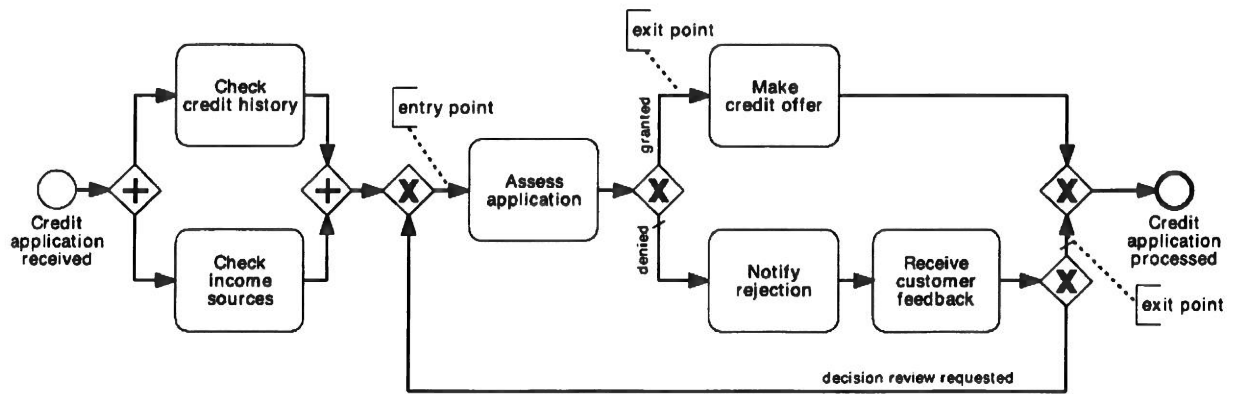 Credit
application
received
Check
credit history
Check
income
sources
entry point
Assess
application
granted
denied
exit point
Make
credit offer
Notify
rejection
Receive
customer
feedback
decision review requested
Credit
application
processed
exit point